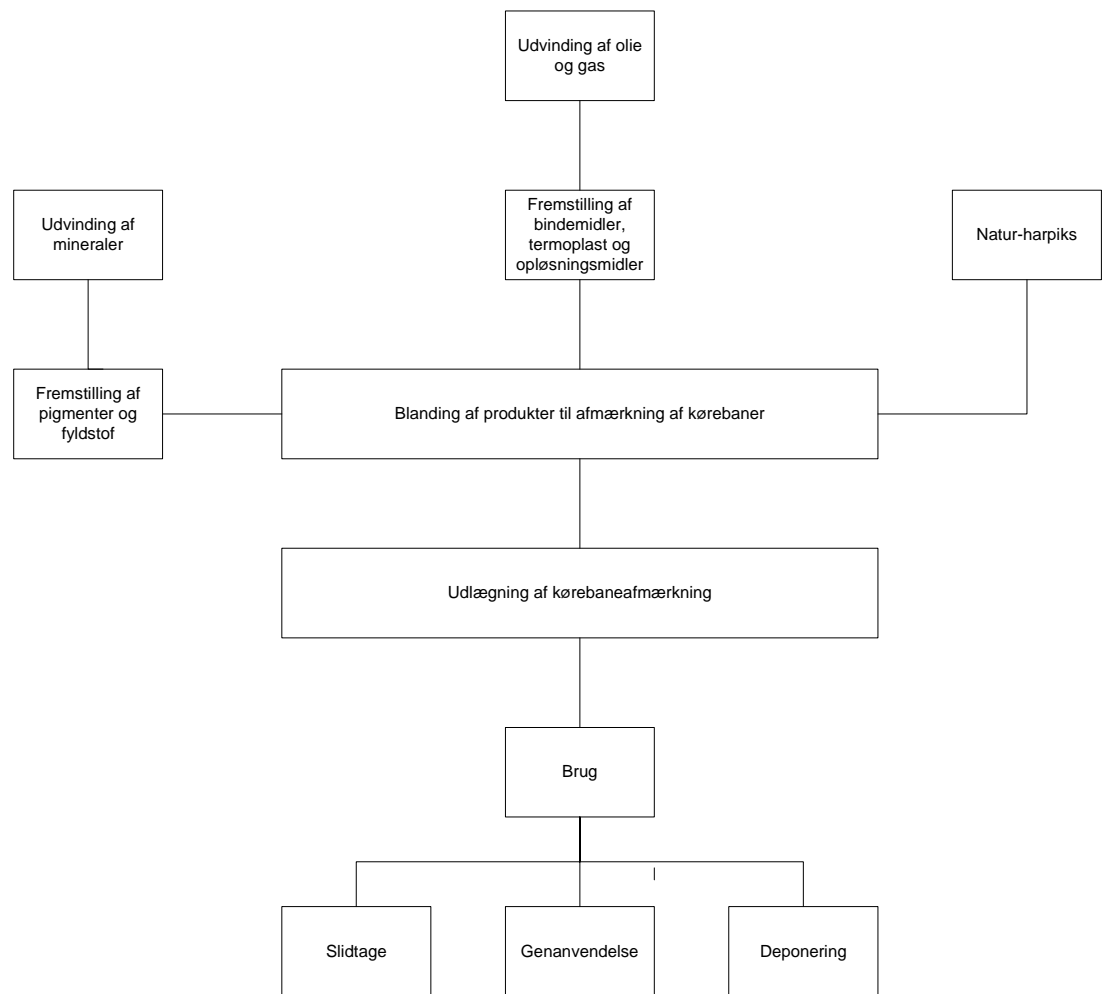 Udvinding af olie
og gas
Udvinding af
mineraler
Fremstilling af
bindemidler,
termoplast og
opløsningsmidler
Natur-harpiks
Fremstilling af
pigmenter og
fyldstof
Blanding af produkter til afmærkning af kørebaner
Udlægning af kørebaneafmærkning
Brug
Slidtage
Genanvendelse
Deponering